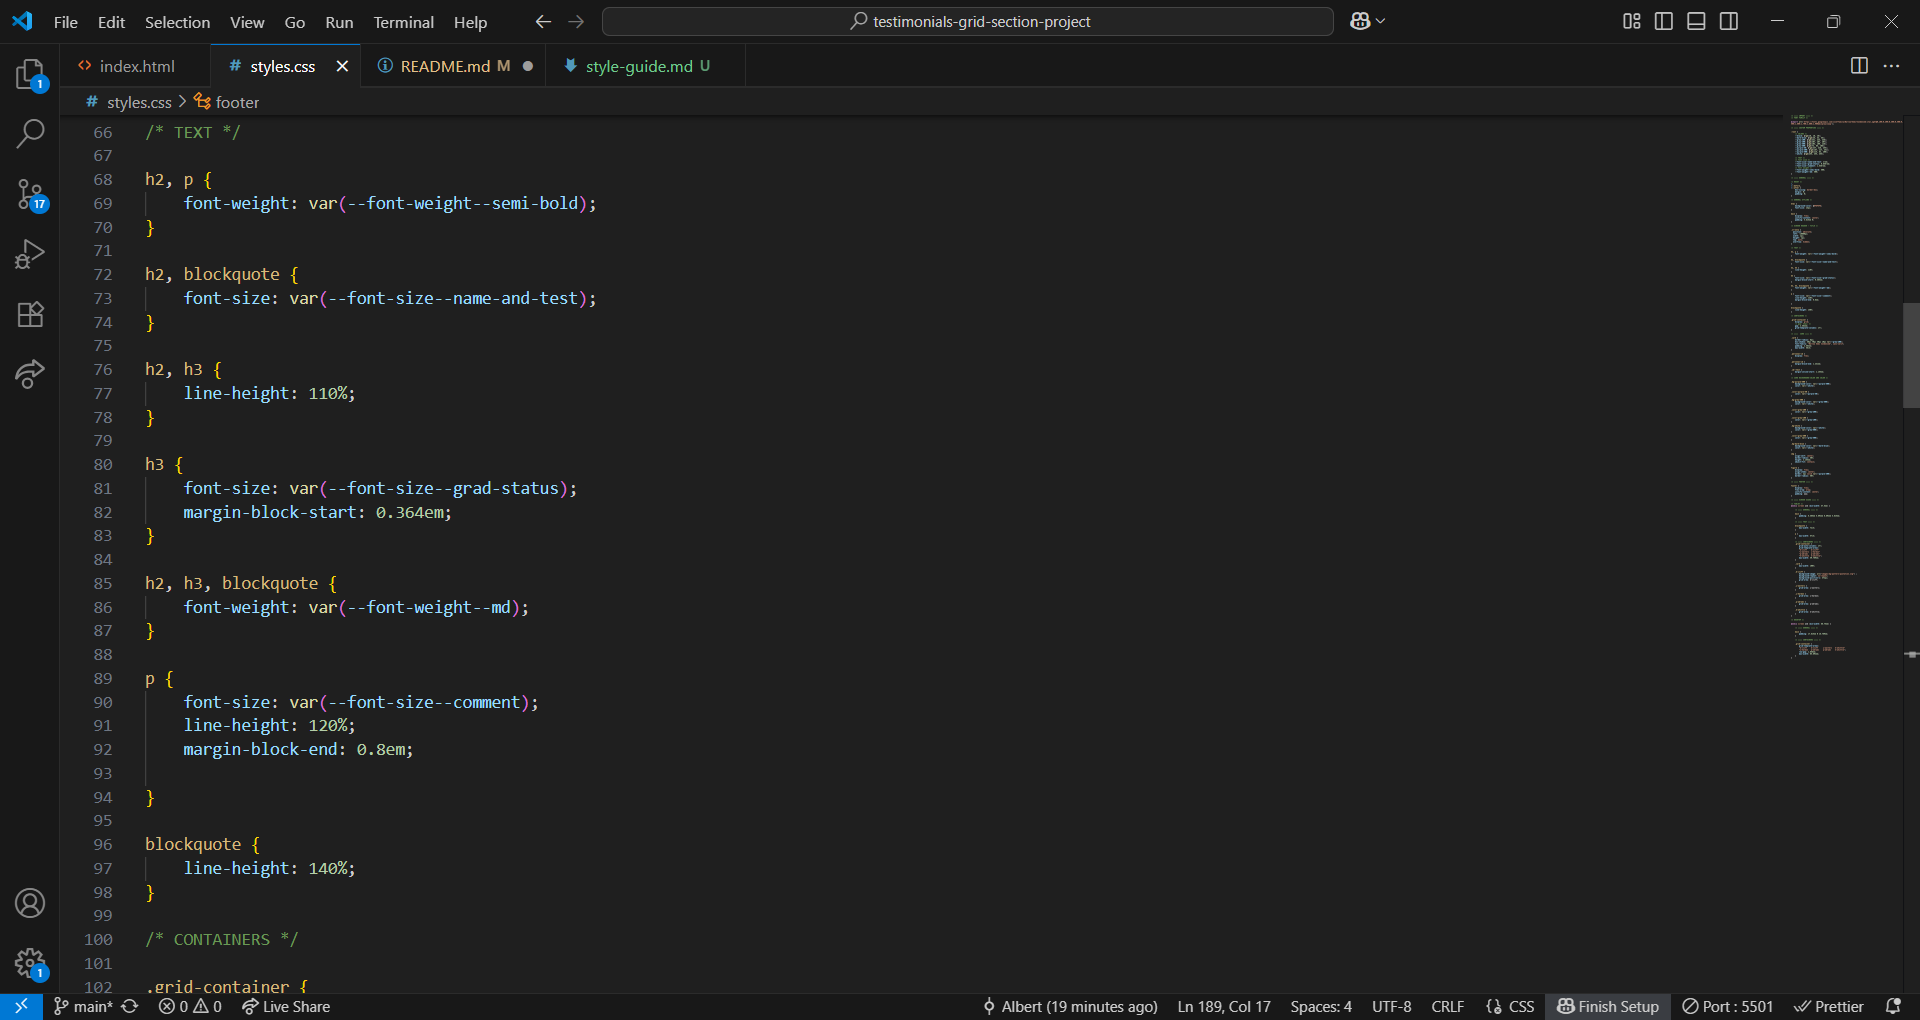 File Edit Selection View Go Run Terminal Help testimonials-grid-section-project
index.html # styles.css README.md M style-guide.md U
# styles.css footer
1
17
1
66 /* TEXT */
67
68 h2, p {
69 font-weight: var(--font-weight--semi-bold);
70 }
71
72 h2, blockquote {
73 font-size: var(--font-size--name-and-test);
74 }
75
76 h2, h3 {
77 line-height: 110%;
78 }
79
80 h3 {
81 font-size: var(--font-size--grad-status);
82 margin-block-start: 0.364em;
83 }
84
85 h2, h3, blockquote {
86 font-weight: var(--font-weight--md);
87 }
88
89 p {
90 font-size: var(--font-size--comment);
91 line-height: 120%;
92 margin-block-end: 0.8em;
93
94 }
95
96 blockquote {
97 line-height: 140%;
98 }
99
100 /* CONTAINERS */
101
102 .grid-container {
main* 0 0 Live Share Albert (19 minutes ago) Ln 189, Col 17 Spaces: 4 UTF-8 CRLF {} CSS Finish Setup Port : 5501 Prettier